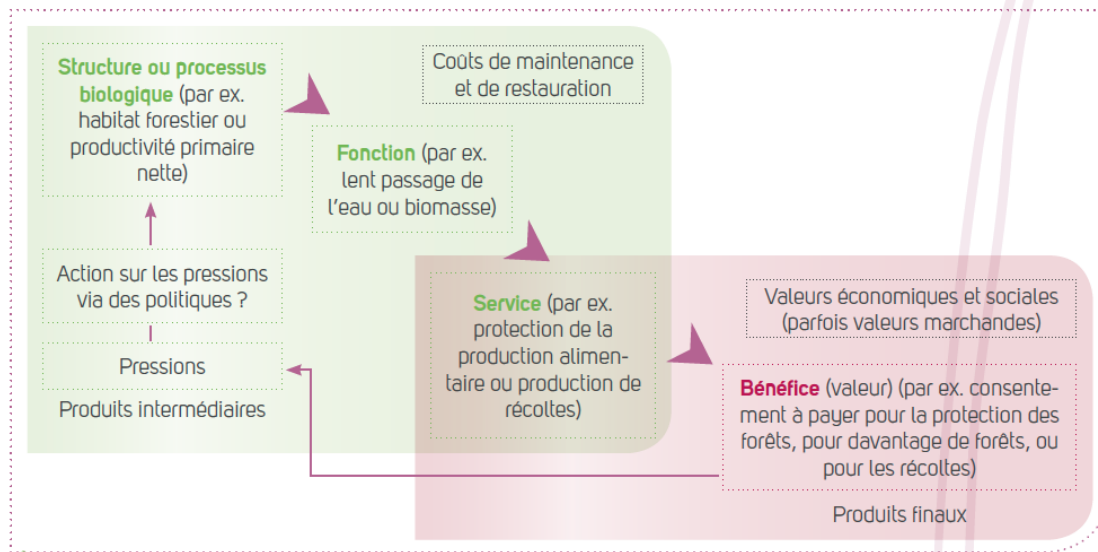 Structure ou processus
biologique (par ex.
habitat forestier ou
productivité primaire
nette)
Coûts de maintenance
et de restauration
Fonction (par ex.
lent passage de
l'eau ou biomasse)
Action sur les pressions
via des politiques ?
Pressions
Produits intermédiaires
Service (par ex.
protection de la
production alimen-
taire ou production de
récoltes)
Valeurs économiques et sociales
(parfois valeurs marchandes)
Bénéfice (valeur) (par ex. consente-
ment à payer pour la protection des
forêts, pour davantage de forêts, ou
pour les récoltes)
Produits finaux